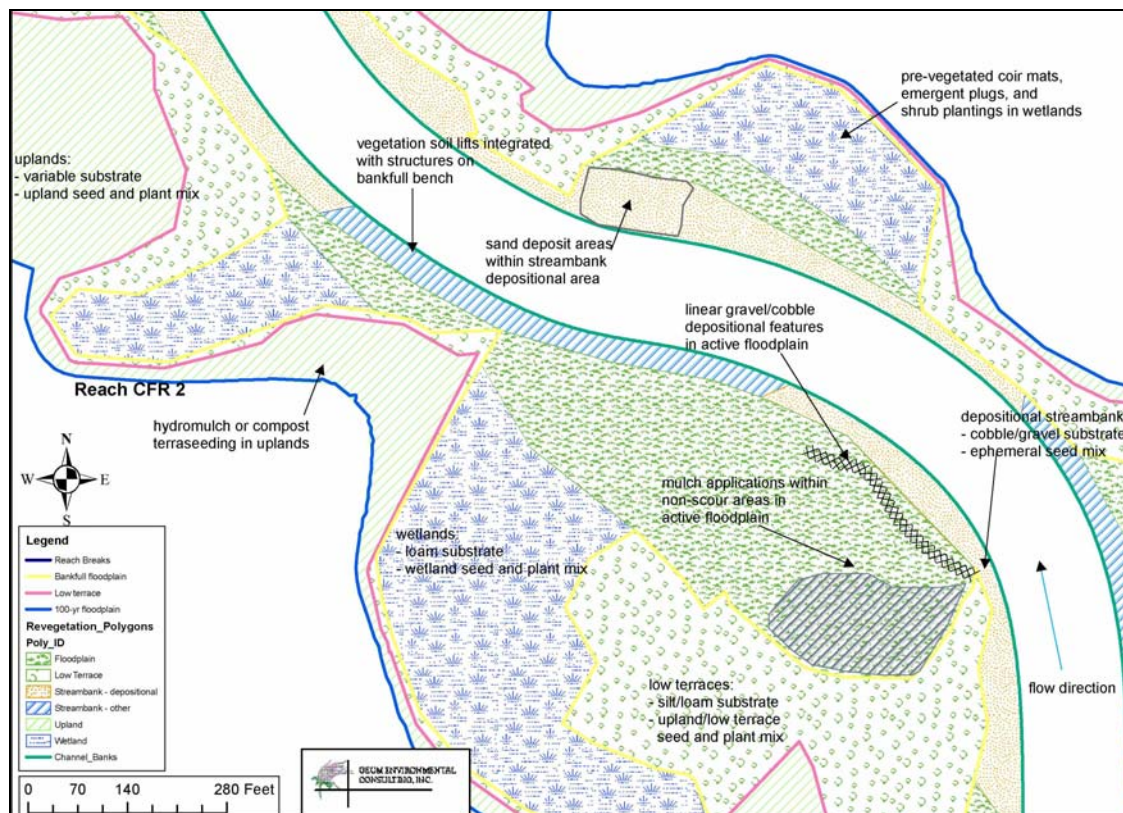 pre-vegetated coir mats,
emergent plugs, and
shrub plantings in wetlands
vegetation soil lifts integrated
with structures on
bankfull bench
uplands:
- variable substrate
- upland seed and plant mix
sand deposit areas
within streambank
depositional area
linear gravel/cobble
depositional features
in active floodplain
Reach CFR 2
hydromulch or compost
terraseeding in uplands
depositional streambank
- cobble/gravel substrate
- ephemeral seed mix
mulch applications within
non-scour areas in
active floodplain
wetlands:
- loam substrate
- wetland seed and plant mix
low terraces:
- silt/loam substrate
- upland/low terrace
seed and plant mix
flow direction
N
W E
S
Legend
Reach Breaks
Bankfull floodplain
Low terrace
100-yr floodplain
Revegetation_Polygons
Poly_ID
Floodplain
Low Terrace
Streambank - depositional
Streambank - other
Upland
Wetland
Channel_Banks
0 70 140 280 Feet
GEUM ENVIRONMENTAL
CONSULTING, INC.